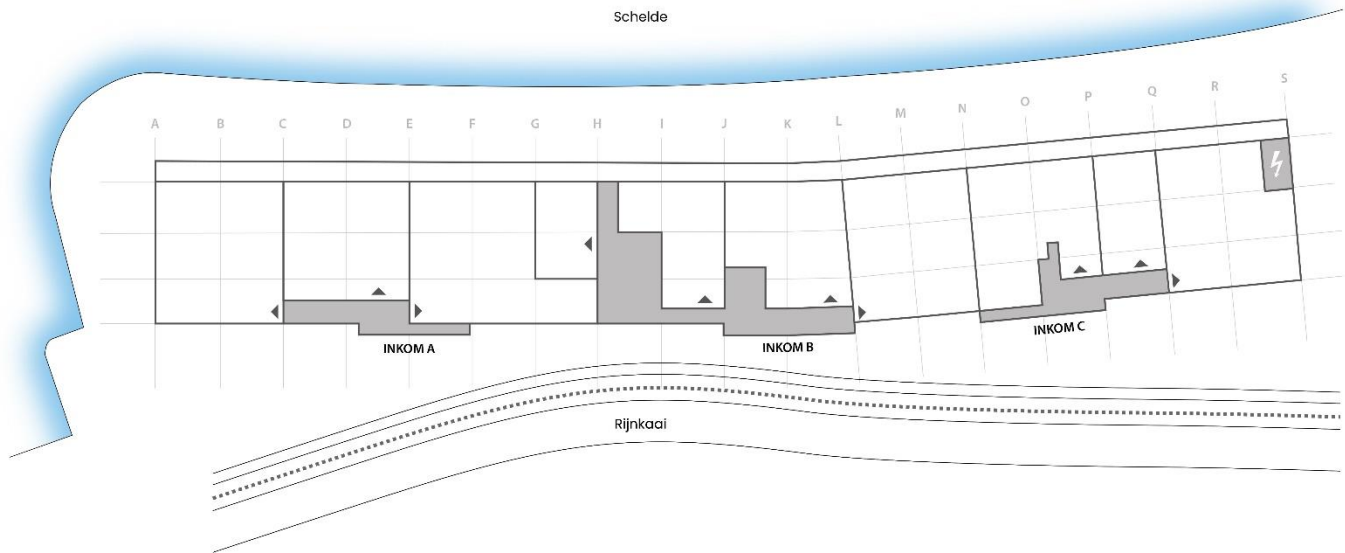 Schelde
A B C D E F G H I J K L M N O P Q R S
INKOM A
INKOM B
INKOM C
Rijnkaai